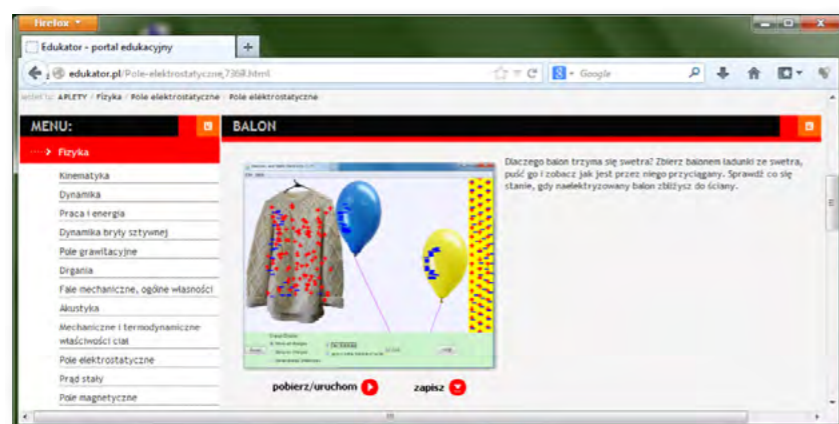 Firefox
Edukator - portal edukacyjny
edukator.pl/Pole-elektrostatyczne,7368.html
Google
APLETY / Fizyka / Pole elektrostatyczne / Pole elektrostatyczne
MENU:
Fizyka
Kinematyka
Dynamika
Praca i energia
Dynamika bryły sztywnej
Pole grawitacyjne
Drgania
Fale mechaniczne, ogólne własności
Akustyka
Mechaniczne i termodynamiczne
właściwości ciał
Pole elektrostatyczne
Prąd stały
Pole magnetyczne
BALON
Dlaczego balon trzyma się swetra? Zbierz balonem ładunki ze swetra,
puść go i zobacz jak jest przez niego przyciągany. Sprawdź co się
stanie, gdy naelektryzowany balon zbliżysz do ściany.
pobierz/uruchom
zapisz